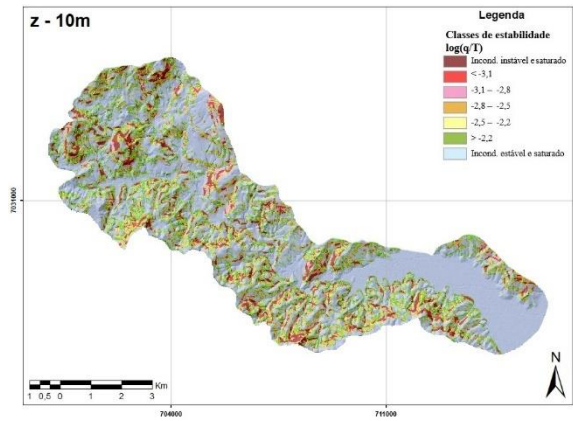 z - 10m
Legenda
Classes de estabilidade
log(q/T)
Incond. instável e saturado
< -3,1
-3,1 – -2,8
-2,8 – -2,5
-2,5 – -2,2
> -2,2
Incond. estável e saturado
7031000
N
Km
1 0,5 0 1 2 3
704000
711000